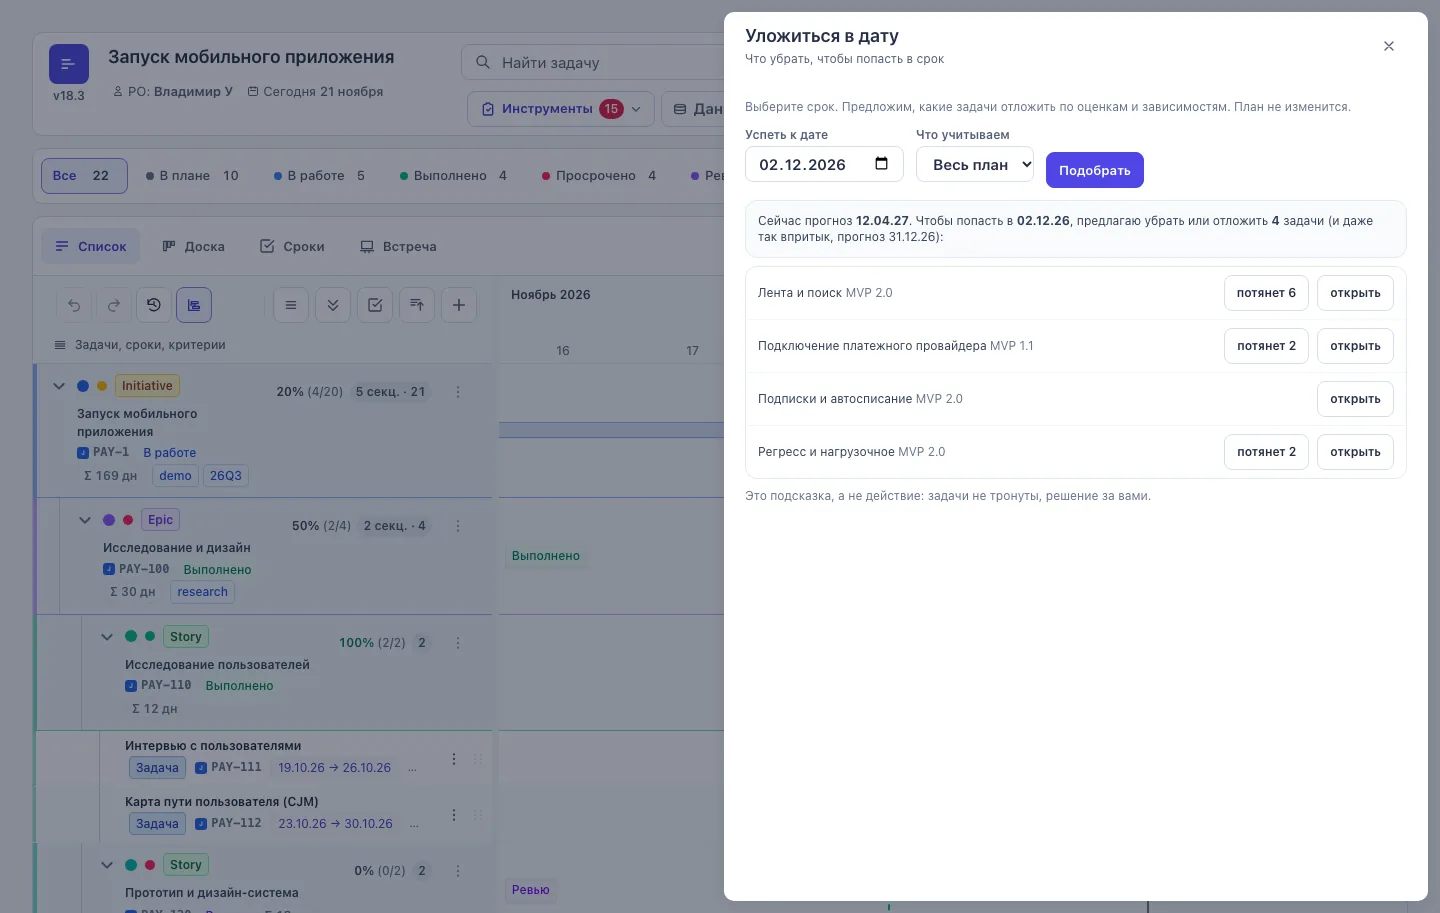 Запуск мобильного приложения
v18.3
PO: Владимир У
Сегодня 21 ноября
Найти задачу
Инструменты 15
Дан
Все 22
В плане 10
В работе 5
Выполнено 4
Просрочено 4
Рев
Список
Доска
Сроки
Встреча
Ноябрь 2026
16
17
Задачи, сроки, критерии
Initiative
20% (4/20)
5 секц. · 21
Запуск мобильного
приложения
PAY-1 В работе
Σ 169 дн demo 26Q3
Epic
50% (2/4)
2 секц. · 4
Исследование и дизайн
PAY-100 Выполнено
Σ 30 дн research
Выполнено
Story
100% (2/2) 2
Исследование пользователей
PAY-110 Выполнено
Σ 12 дн
Интервью с пользователями
Задача PAY-111 19.10.26 → 26.10.26 ...
Карта пути пользователя (CJM)
Задача PAY-112 23.10.26 → 30.10.26 ...
Story
0% (0/2) 2
Прототип и дизайн-система
Ревью
Уложиться в дату
Что убрать, чтобы попасть в срок
Выберите срок. Предложим, какие задачи отложить по оценкам и зависимостям. План не изменится.
Успеть к дате
Что учитываем
02.12.2026
Весь план
Подобрать
Сейчас прогноз 12.04.27. Чтобы попасть в 02.12.26, предлагаю убрать или отложить 4 задачи (и даже
так впритык, прогноз 31.12.26):
Лента и поиск MVP 2.0 потянет 6 открыть
Подключение платежного провайдера MVP 1.1 потянет 2 открыть
Подписки и автосписание MVP 2.0 открыть
Регресс и нагрузочное MVP 2.0 потянет 2 открыть
Это подсказка, а не действие: задачи не тронуты, решение за вами.